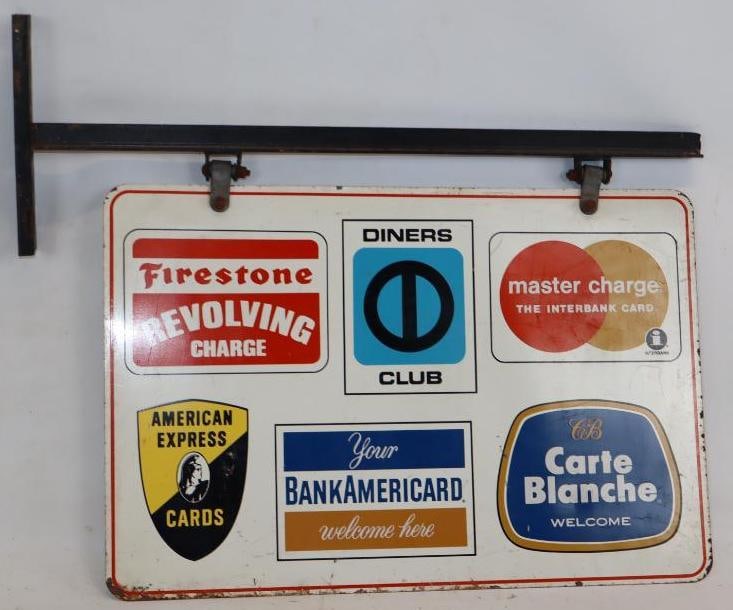 Firestone
REVOLVING
CHARGE
DINERS
CLUB
master charge
THE INTERBANK CARD
i
INTERBANK
AMERICAN
EXPRESS
CARDS
Your
BANKAMERICARD
welcome here
CB
Carte
Blanche
WELCOME